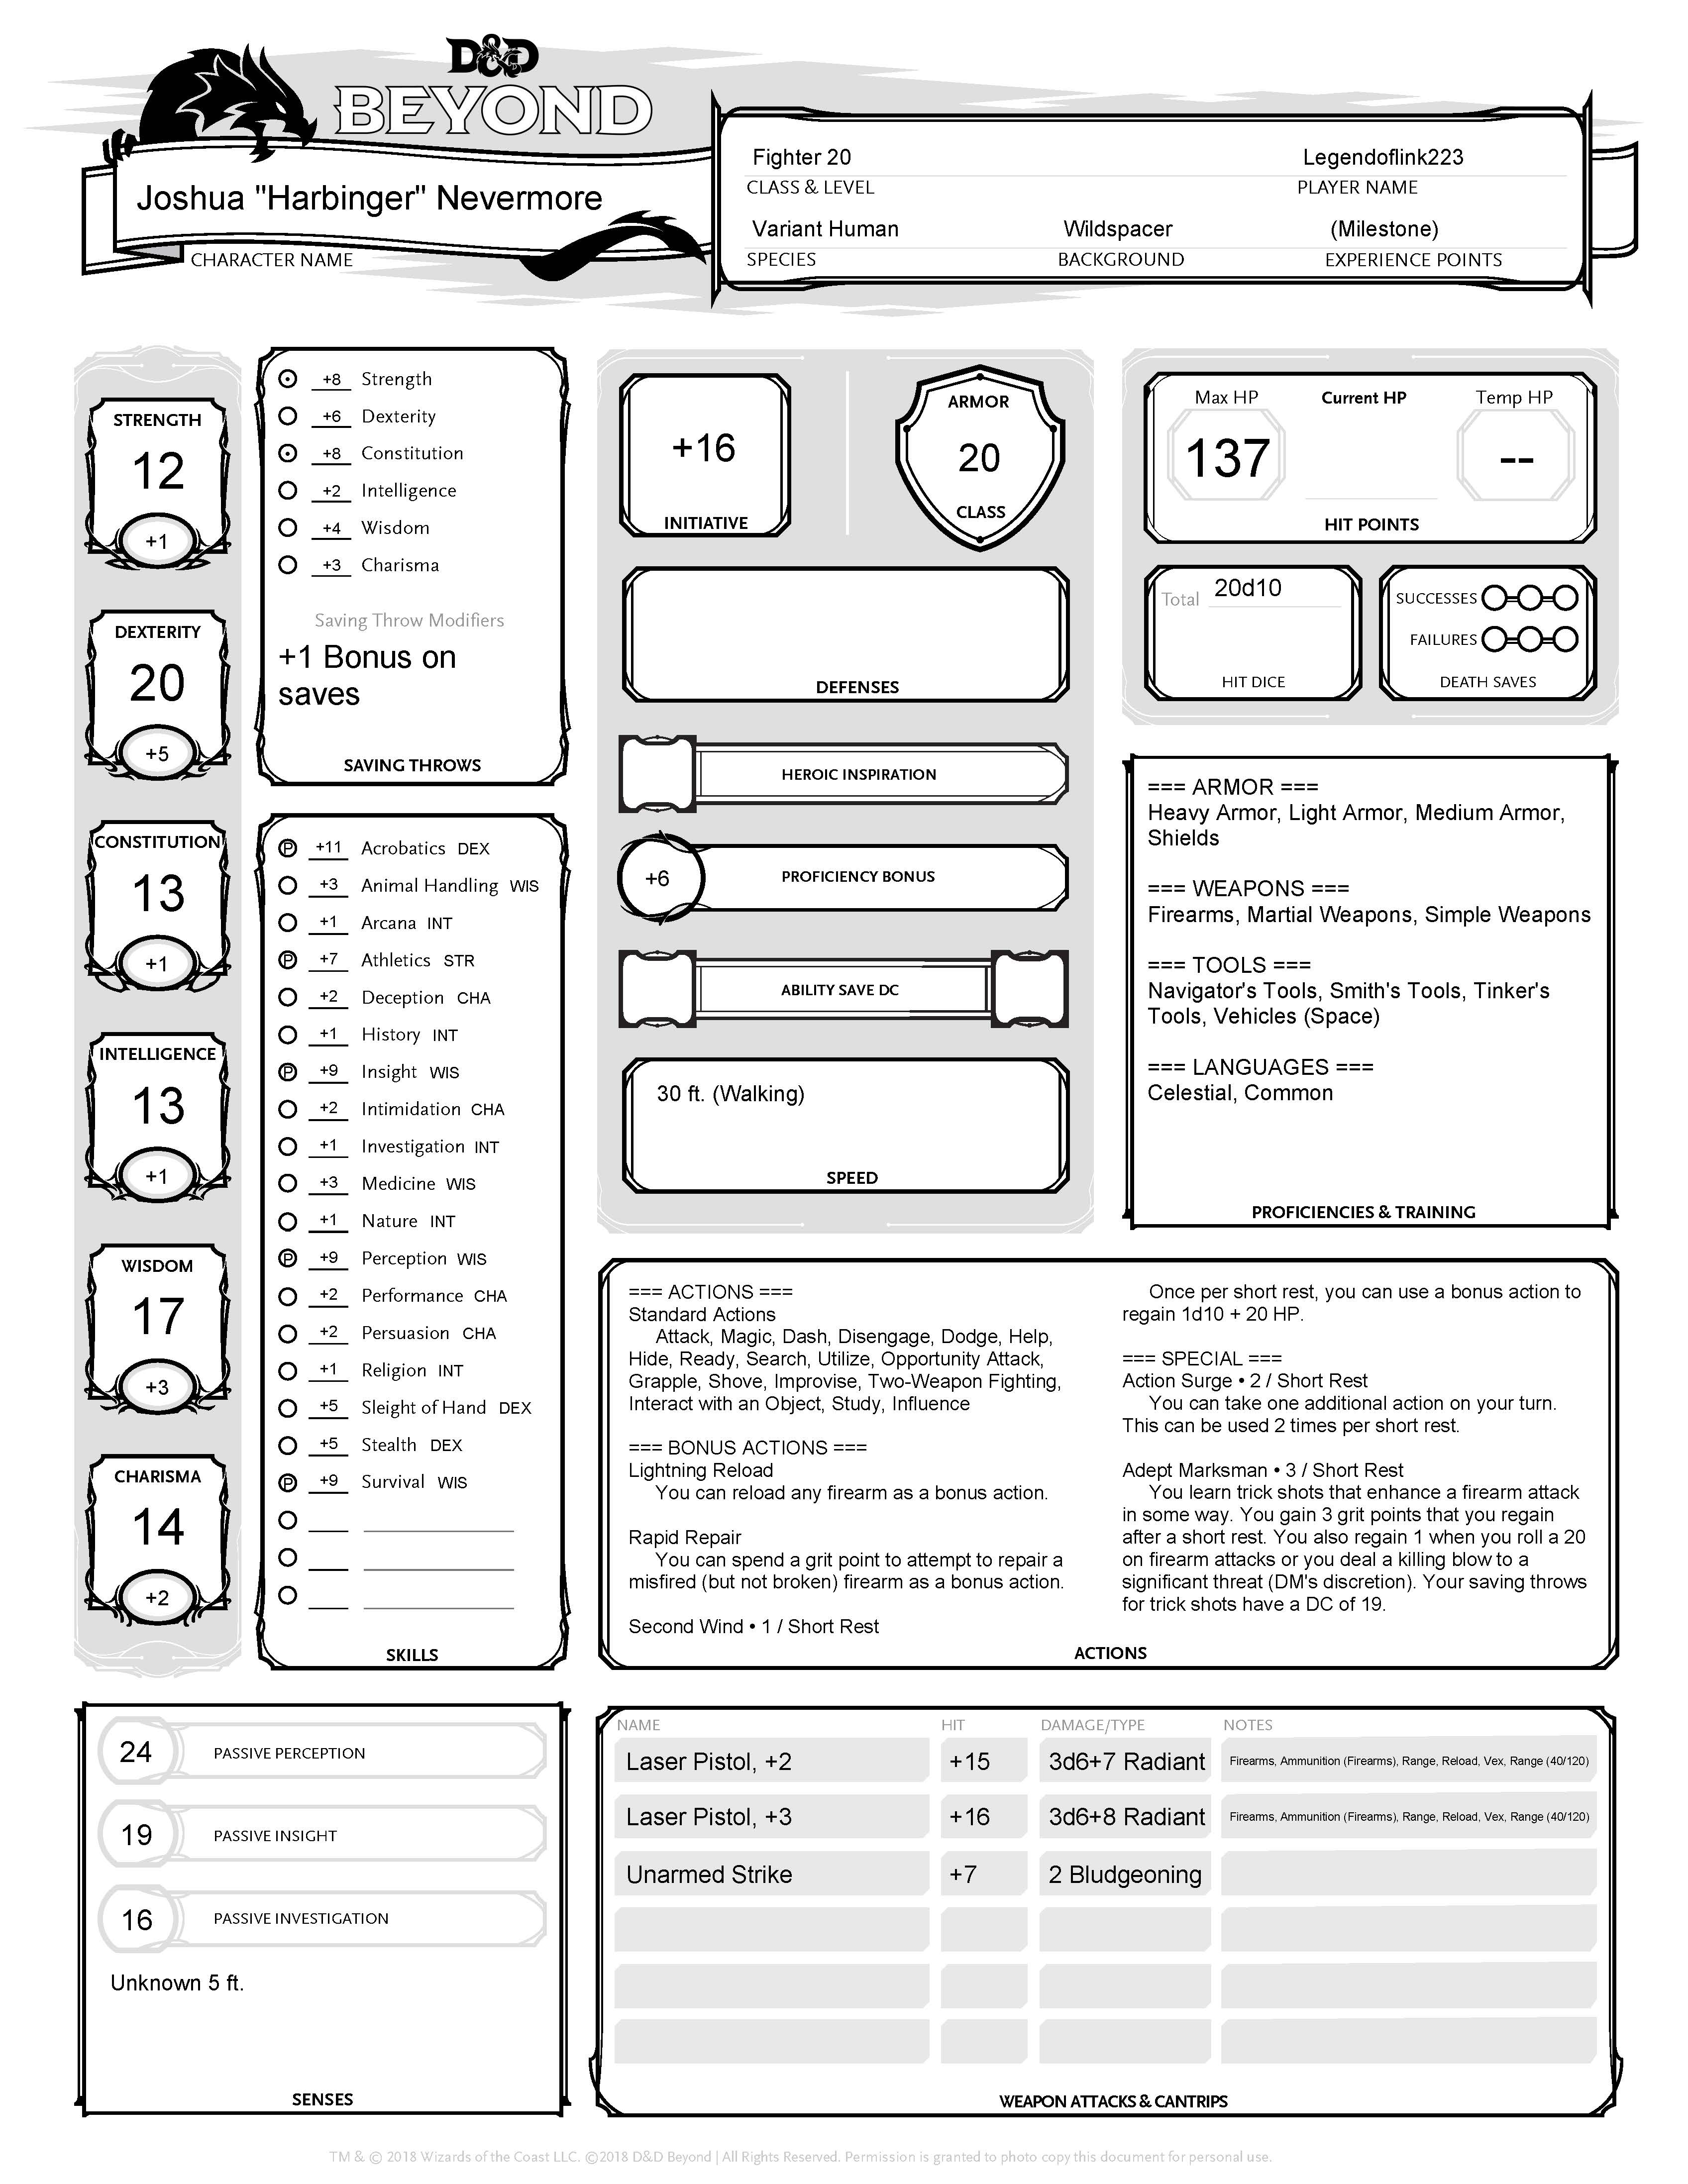 D&D
BEYOND
Joshua "Harbinger" Nevermore
CHARACTER NAME
Fighter 20
Legendoflink223
CLASS & LEVEL
PLAYER NAME
Variant Human
Wildspacer
(Milestone)
SPECIES
BACKGROUND
EXPERIENCE POINTS
STRENGTH
12
+1
DEXTERITY
20
+5
CONSTITUTION
13
+1
INTELLIGENCE
13
+1
WISDOM
17
+3
CHARISMA
14
+2
+8 Strength
+6 Dexterity
+8 Constitution
+2 Intelligence
+4 Wisdom
+3 Charisma
Saving Throw Modifiers
+1 Bonus on
saves
SAVING THROWS
P +11 Acrobatics DEX
+3 Animal Handling WIS
+1 Arcana INT
P +7 Athletics STR
+2 Deception CHA
+1 History INT
P +9 Insight WIS
+2 Intimidation CHA
+1 Investigation INT
+3 Medicine WIS
+1 Nature INT
P +9 Perception WIS
+2 Performance CHA
+2 Persuasion CHA
+1 Religion INT
+5 Sleight of Hand DEX
+5 Stealth DEX
P +9 Survival WIS
SKILLS
+16
INITIATIVE
ARMOR
20
CLASS
DEFENSES
HEROIC INSPIRATION
+6
PROFICIENCY BONUS
ABILITY SAVE DC
30 ft. (Walking)
SPEED
Max HP
Current HP
Temp HP
137
--
HIT POINTS
Total 20d10
HIT DICE
SUCCESSES
FAILURES
DEATH SAVES
=== ARMOR ===
Heavy Armor, Light Armor, Medium Armor,
Shields
=== WEAPONS ===
Firearms, Martial Weapons, Simple Weapons
=== TOOLS ===
Navigator's Tools, Smith's Tools, Tinker's
Tools, Vehicles (Space)
=== LANGUAGES ===
Celestial, Common
PROFICIENCIES & TRAINING
=== ACTIONS ===
Standard Actions
Attack, Magic, Dash, Disengage, Dodge, Help,
Hide, Ready, Search, Utilize, Opportunity Attack,
Grapple, Shove, Improvise, Two-Weapon Fighting,
Interact with an Object, Study, Influence
=== BONUS ACTIONS ===
Lightning Reload
You can reload any firearm as a bonus action.
Rapid Repair
You can spend a grit point to attempt to repair a
misfired (but not broken) firearm as a bonus action.
Second Wind • 1 / Short Rest
Once per short rest, you can use a bonus action to
regain 1d10 + 20 HP.
=== SPECIAL ===
Action Surge • 2 / Short Rest
You can take one additional action on your turn.
This can be used 2 times per short rest.
Adept Marksman • 3 / Short Rest
You learn trick shots that enhance a firearm attack
in some way. You gain 3 grit points that you regain
after a short rest. You also regain 1 when you roll a 20
on firearm attacks or you deal a killing blow to a
significant threat (DM's discretion). Your saving throws
for trick shots have a DC of 19.
ACTIONS
24 PASSIVE PERCEPTION
19 PASSIVE INSIGHT
16 PASSIVE INVESTIGATION
Unknown 5 ft.
SENSES
NAME HIT DAMAGE/TYPE NOTES
Laser Pistol, +2 +15 3d6+7 Radiant Firearms, Ammunition (Firearms), Range, Reload, Vex, Range (40/120)
Laser Pistol, +3 +16 3d6+8 Radiant Firearms, Ammunition (Firearms), Range, Reload, Vex, Range (40/120)
Unarmed Strike +7 2 Bludgeoning
WEAPON ATTACKS & CANTRIPS
TM & © 2018 Wizards of the Coast LLC. ©2018 D&D Beyond | All Rights Reserved. Permission is granted to photo copy this document for personal use.